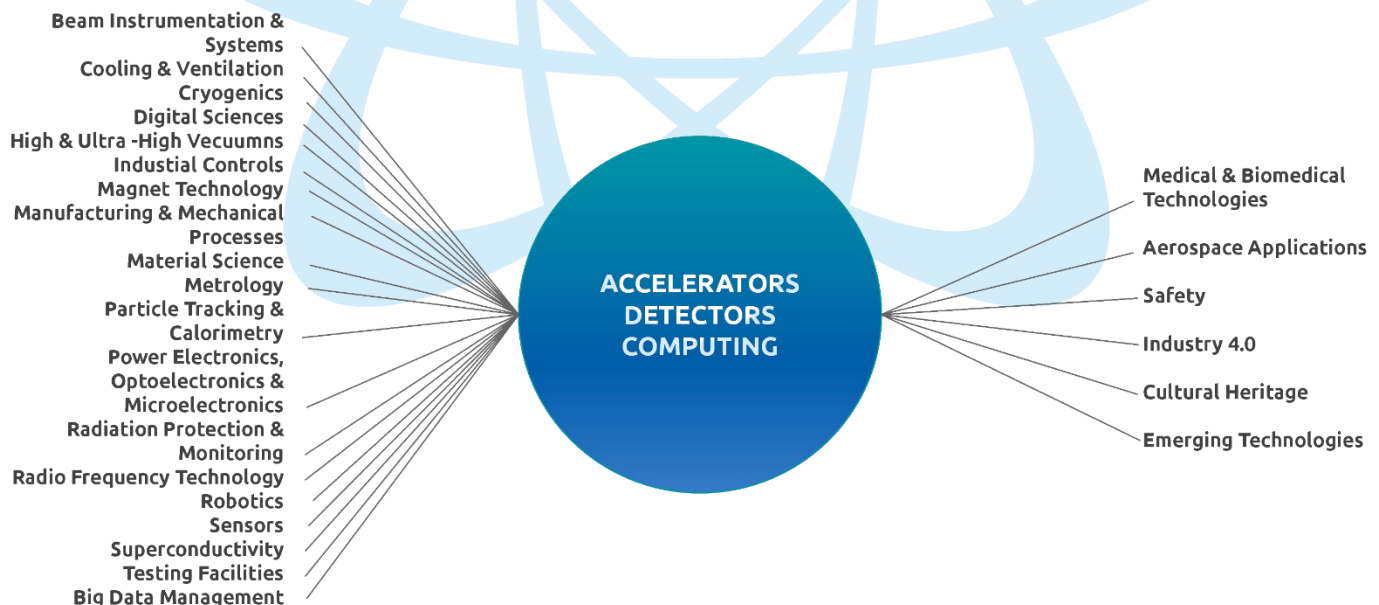 Beam Instrumentation &
Systems
Cooling & Ventilation
Cryogenics
Digital Sciences
High & Ultra -High Vecuumns
Industial Controls
Magnet Technology
Manufacturing & Mechanical
Processes
Material Science
Metrology
Particle Tracking &
Calorimetry
Power Electronics,
Optoelectronics &
Microelectronics
Radiation Protection &
Monitoring
Radio Frequency Technology
Robotics
Sensors
Superconductivity
Testing Facilities
Big Data Management
ACCELERATORS
DETECTORS
COMPUTING
Medical & Biomedical
Technologies
Aerospace Applications
Safety
Industry 4.0
Cultural Heritage
Emerging Technologies